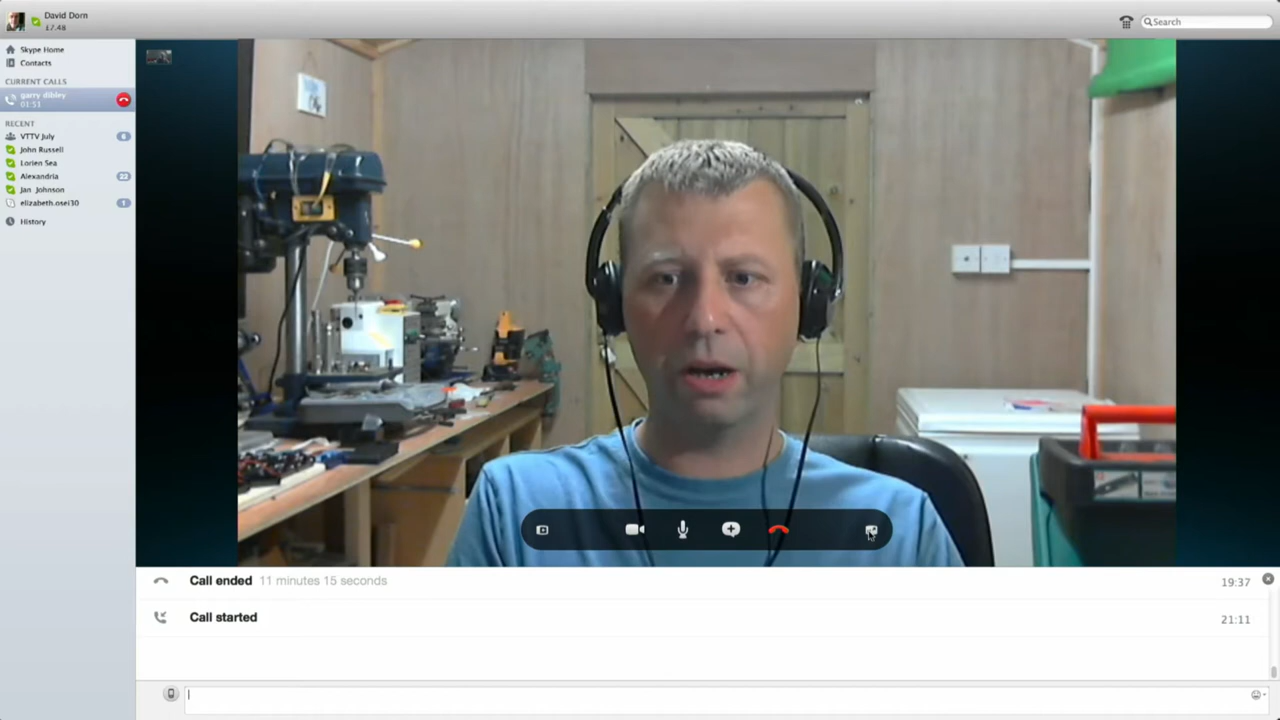 David Dorn
17.48
Search
Skype Home
Contacts
CURRENT CALLS
garry dibley
01:51
RECENT
VTTV July
6
John Russell
Lorien Sea
Alexandria
22
Jan Johnson
elizabeth.osei30
1
History
Call ended 11 minutes 15 seconds 19:37
Call started 21:11